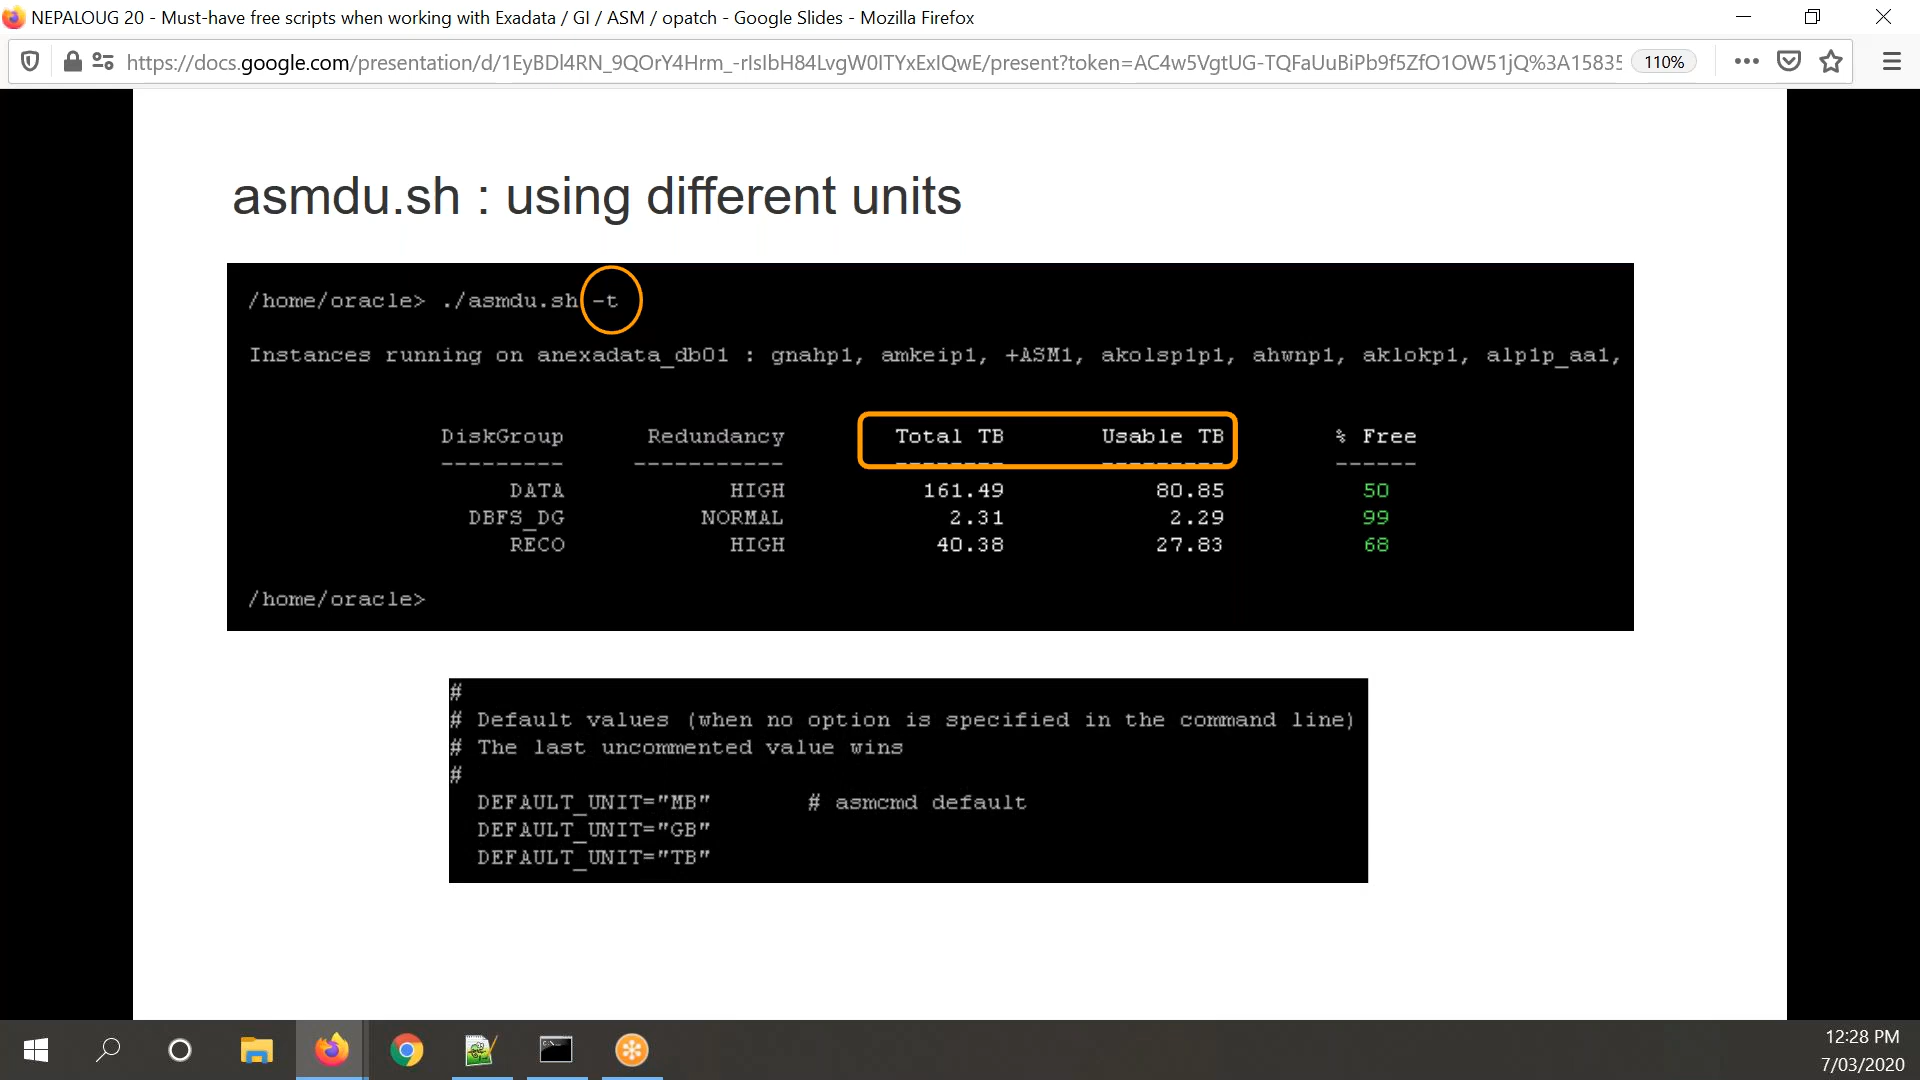 NEPALOUG 20 - Must-have free scripts when working with Exadata / GI / ASM / opatch - Google Slides - Mozilla Firefox
https://docs.google.com/presentation/d/1EyBDl4RN_9QOrY4Hrm_-rIsIbH84LvgW0ITYxExIQwE/present?token=AC4w5VgtUG-TQFaUuBiPb9f5ZfO1OW51jQ%3A15835 110%
asmdu.sh : using different units
/home/oracle> ./asmdu.sh -t
Instances running on anexadata_db01 : gnahp1, amkeip1, +ASM1, akolsp1p1, ahwnp1, aklokp1, alp1p_aa1,
DiskGroup Redundancy Total TB Usable TB % Free
--------- ----------- -------- --------- ------
DATA HIGH 161.49 80.85 50
DBFS_DG NORMAL 2.31 2.29 99
RECO HIGH 40.38 27.83 68
/home/oracle>
#
# Default values (when no option is specified in the command line)
# The last uncommented value wins
#
DEFAULT_UNIT="MB" # asmcmd default
DEFAULT_UNIT="GB"
DEFAULT_UNIT="TB"
12:28 PM
7/03/2020